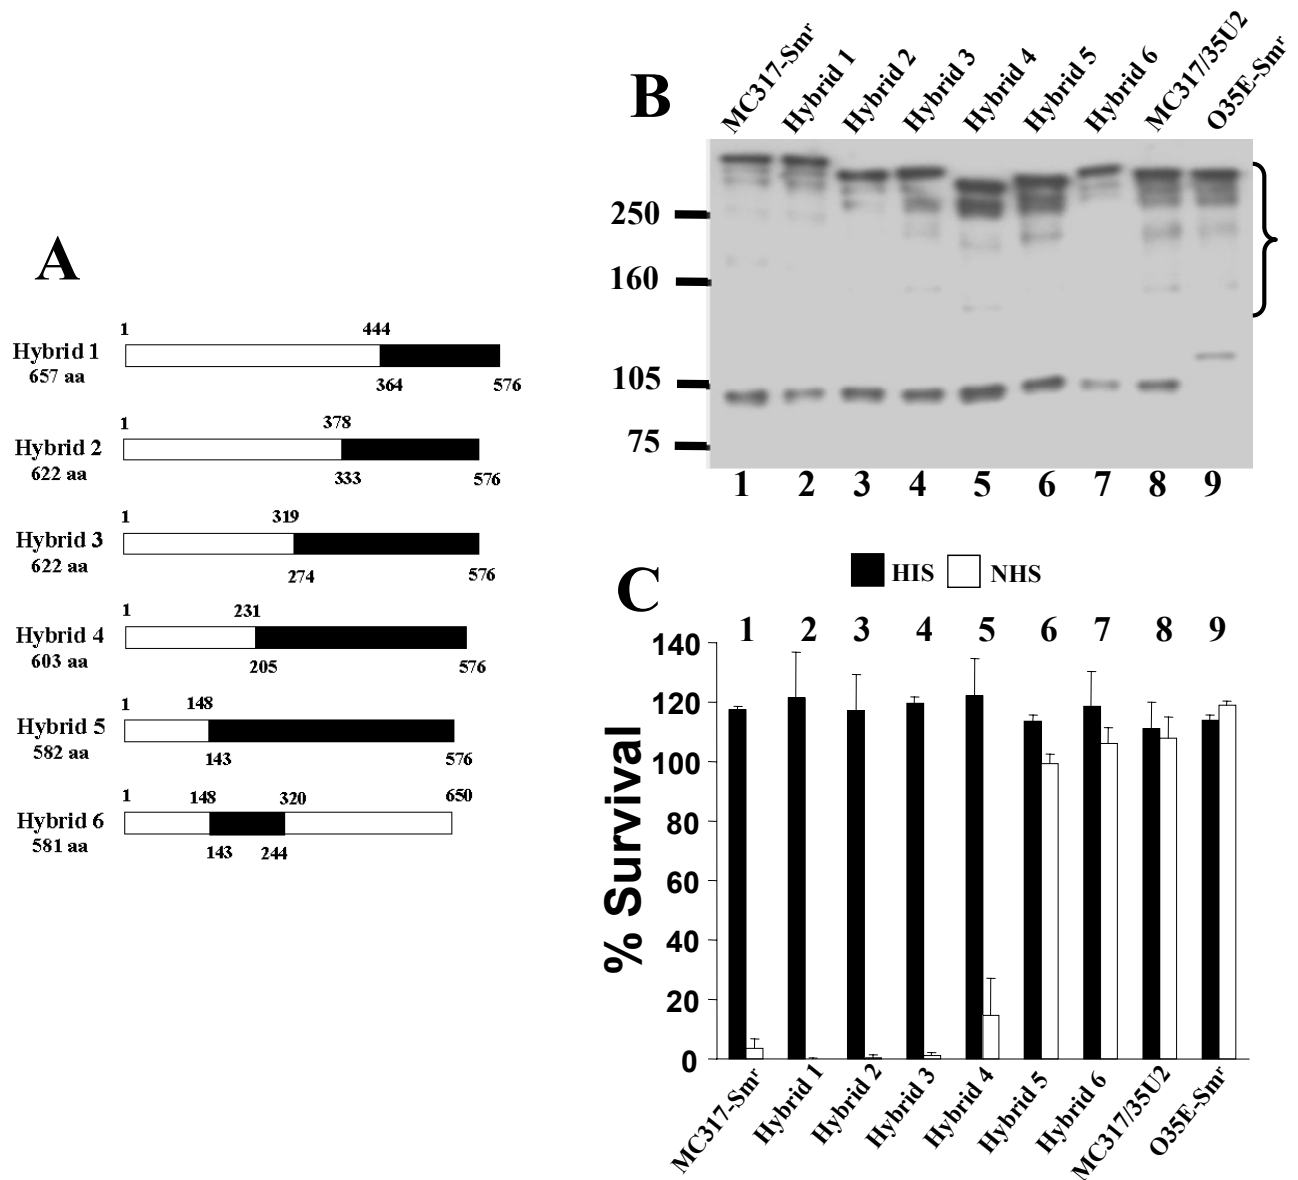 A
1 444
Hybrid 1
657 aa
364 576
1 378
Hybrid 2
622 aa
333 576
1 319
Hybrid 3
622 aa
274 576
1 231
Hybrid 4
603 aa
205 576
1 148
Hybrid 5
582 aa
143 576
1 148 320 650
Hybrid 6
581 aa
143 244
B
MC317-Smʳ
Hybrid 1
Hybrid 2
Hybrid 3
Hybrid 4
Hybrid 5
Hybrid 6
MC317/35U2
O35E-Smʳ
250
160
105
75
1 2 3 4 5 6 7 8 9
C
HIS NHS
1 2 3 4 5 6 7 8 9
% Survival
140
120
100
80
60
40
20
0
MC317-Smʳ
Hybrid 1
Hybrid 2
Hybrid 3
Hybrid 4
Hybrid 5
Hybrid 6
MC317/35U2
O35E-Smʳ